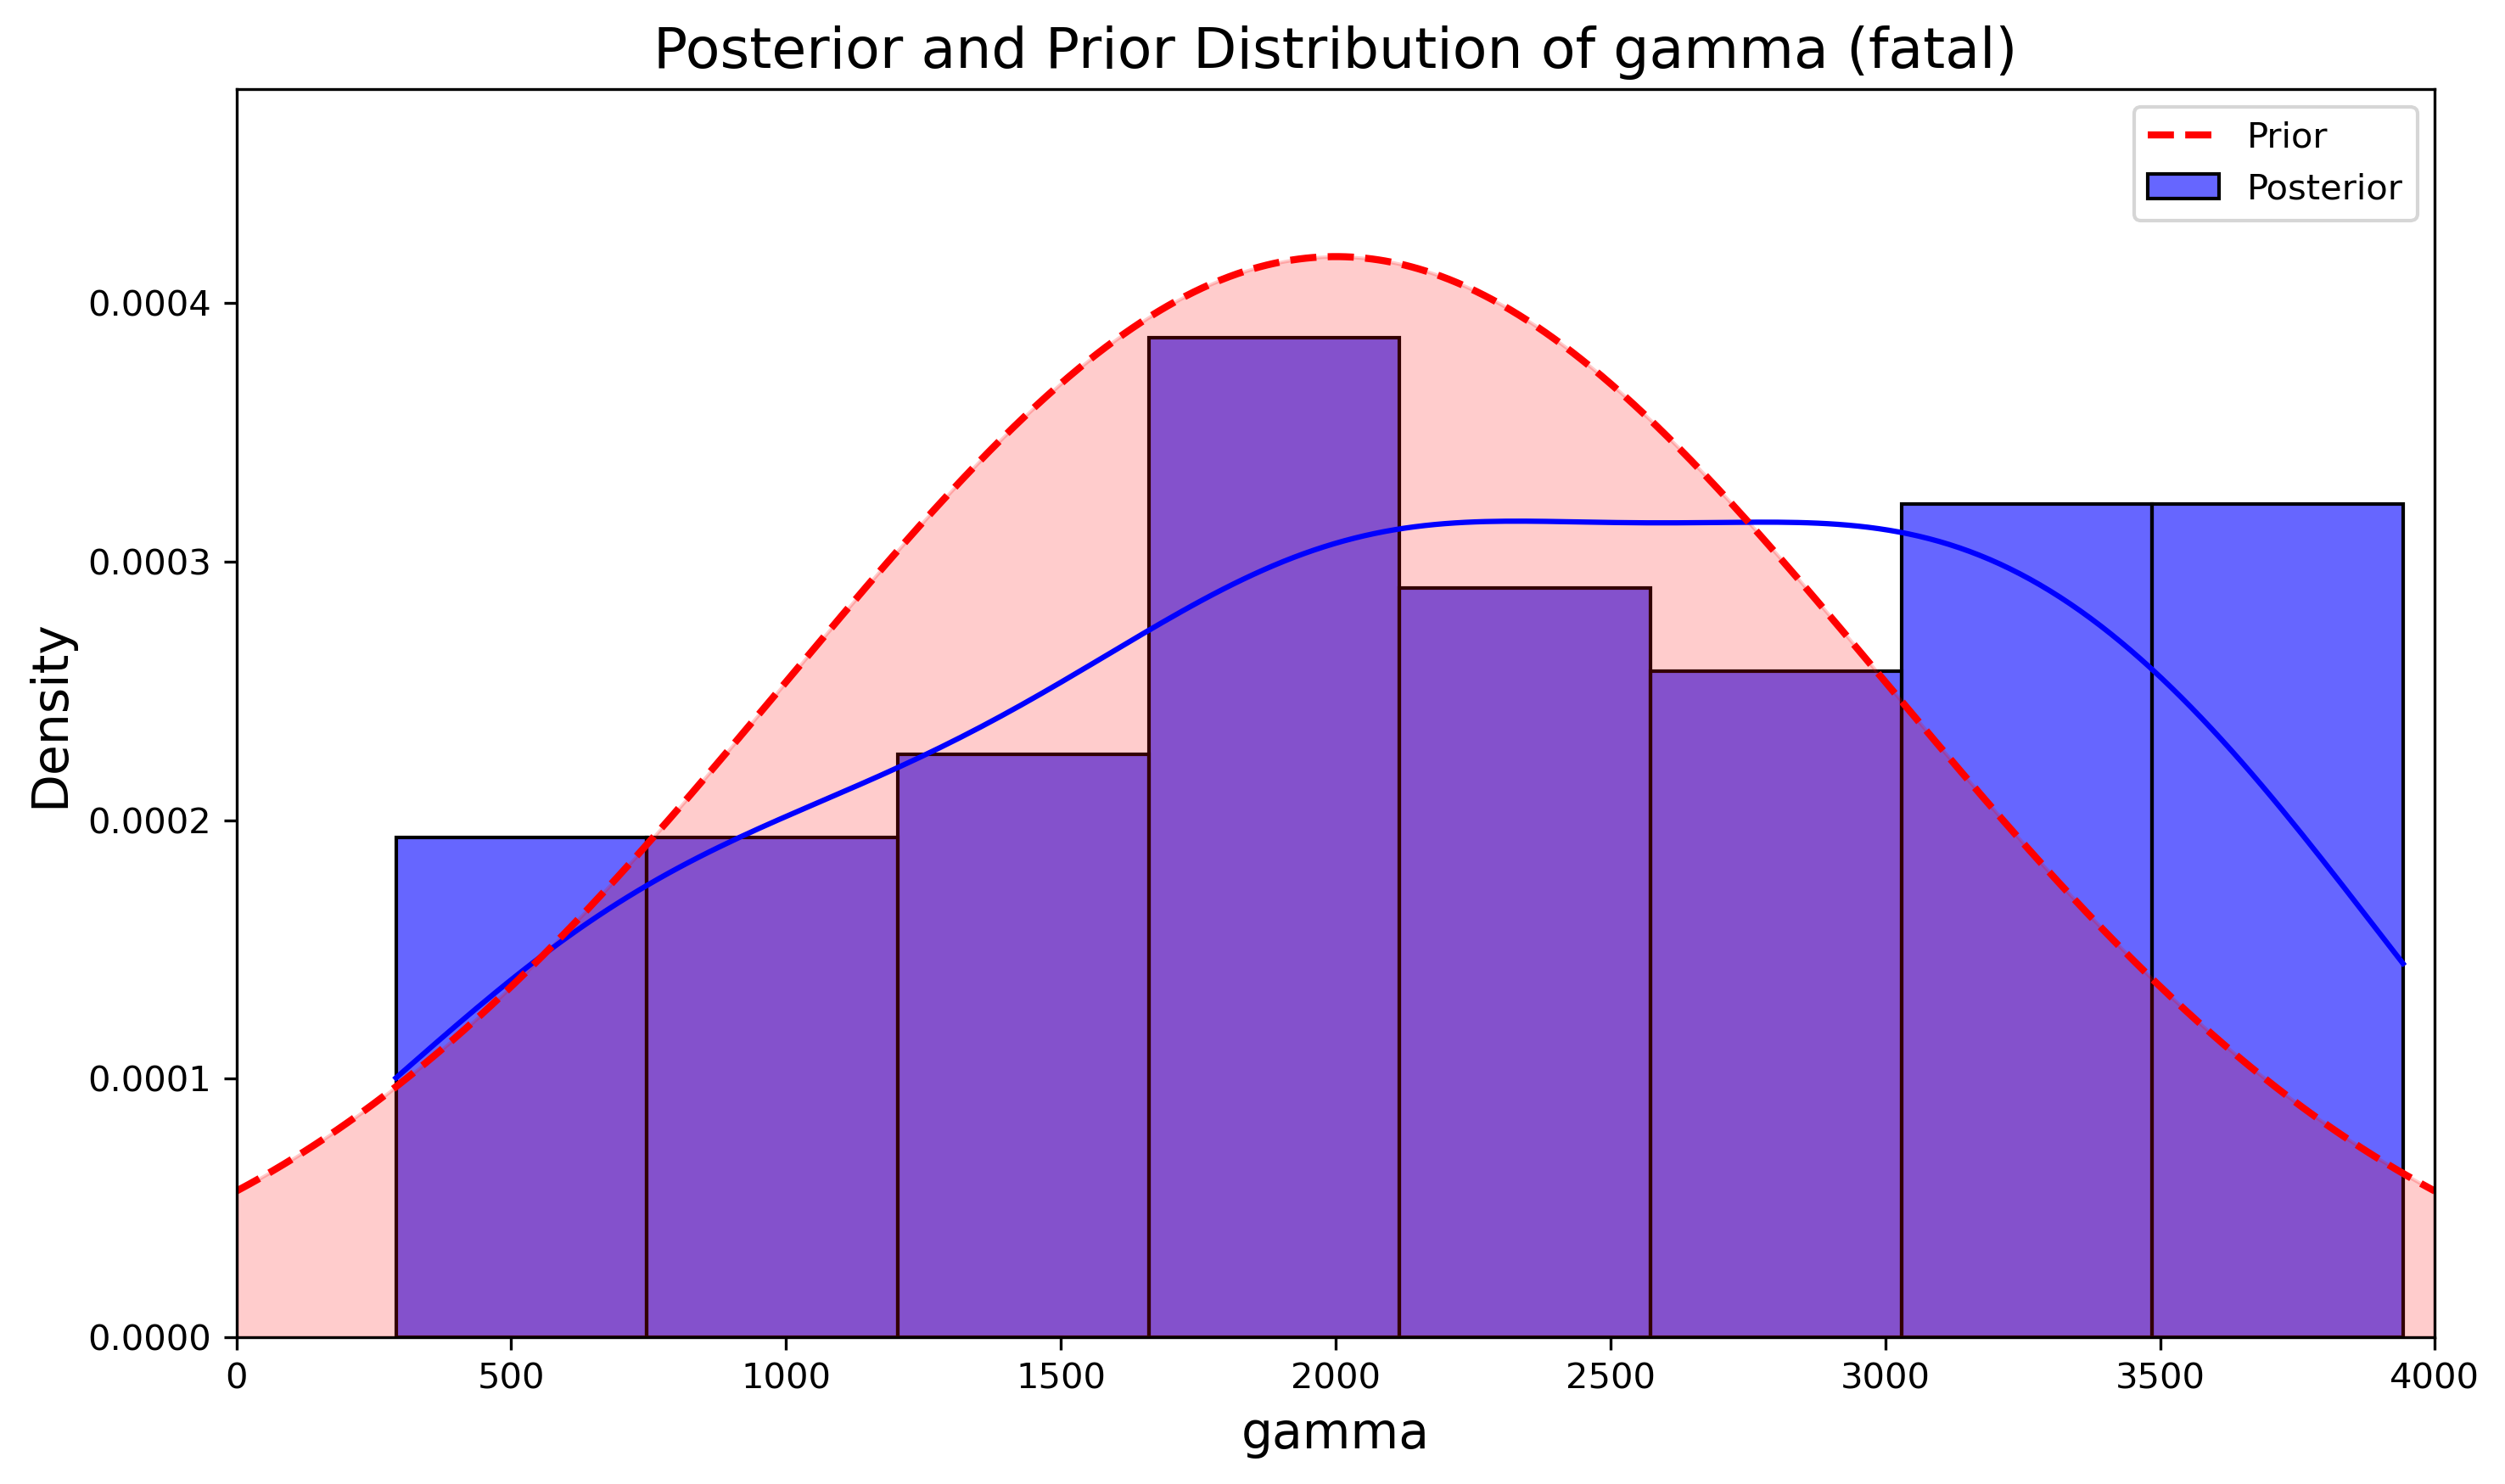 Posterior and Prior Distribution of gamma (fatal)
Prior
Posterior
Density
0.0004
0.0003
0.0002
0.0001
0.0000
0 500 1000 1500 2000 2500 3000 3500 4000
gamma